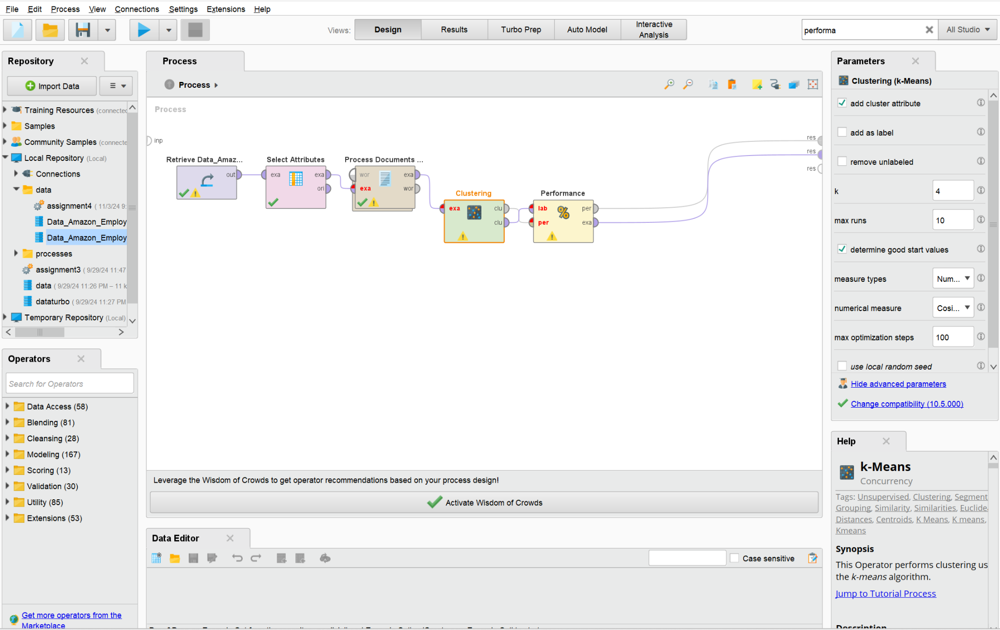 File Edit Process View Connections Settings Extensions Help
Views: Design Results Turbo Prep Auto Model Interactive Analysis
performa
All Studio
Repository
Import Data
Training Resources (connected
Samples
Community Samples (connecte
Local Repository (Local)
Connections
data
assignment4 ( 11/3/24 9:
Data_Amazon_Employ
Data_Amazon_Employ
processes
assignment3 ( 9/29/24 11:47
data ( 9/29/24 11:26 PM – 11 k
dataturbo ( 9/29/24 11:27 PM
Temporary Repository (Local)
Operators
Search for Operators
Data Access (58)
Blending (81)
Cleansing (28)
Modeling (167)
Scoring (13)
Validation (30)
Utility (85)
Extensions (53)
Get more operators from the
Marketplace
Process
Process
Process
inp
res
res
res
Retrieve Data_Amaz...
out
Select Attributes
exa exa
ori
Process Documents ...
wor exa
exa wor
Clustering
exa clu
clu
Performance
lab % per
per exa
Leverage the Wisdom of Crowds to get operator recommendations based on your process design!
Activate Wisdom of Crowds
Data Editor
Case sensitive
Parameters
Clustering (k-Means)
add cluster attribute
add as label
remove unlabeled
k 4
max runs 10
determine good start values
measure types Num...
numerical measure Cosi...
max optimization steps 100
use local random seed
Hide advanced parameters
Change compatibility (10.5.000)
Help
k-Means
Concurrency
Tags: Unsupervised, Clustering, Segment
Grouping, Similarity, Similarities, Euclide
Distances, Centroids, K Means, K means,
Kmeans
Synopsis
This Operator performs clustering us
the k-means algorithm.
Jump to Tutorial Process
Description